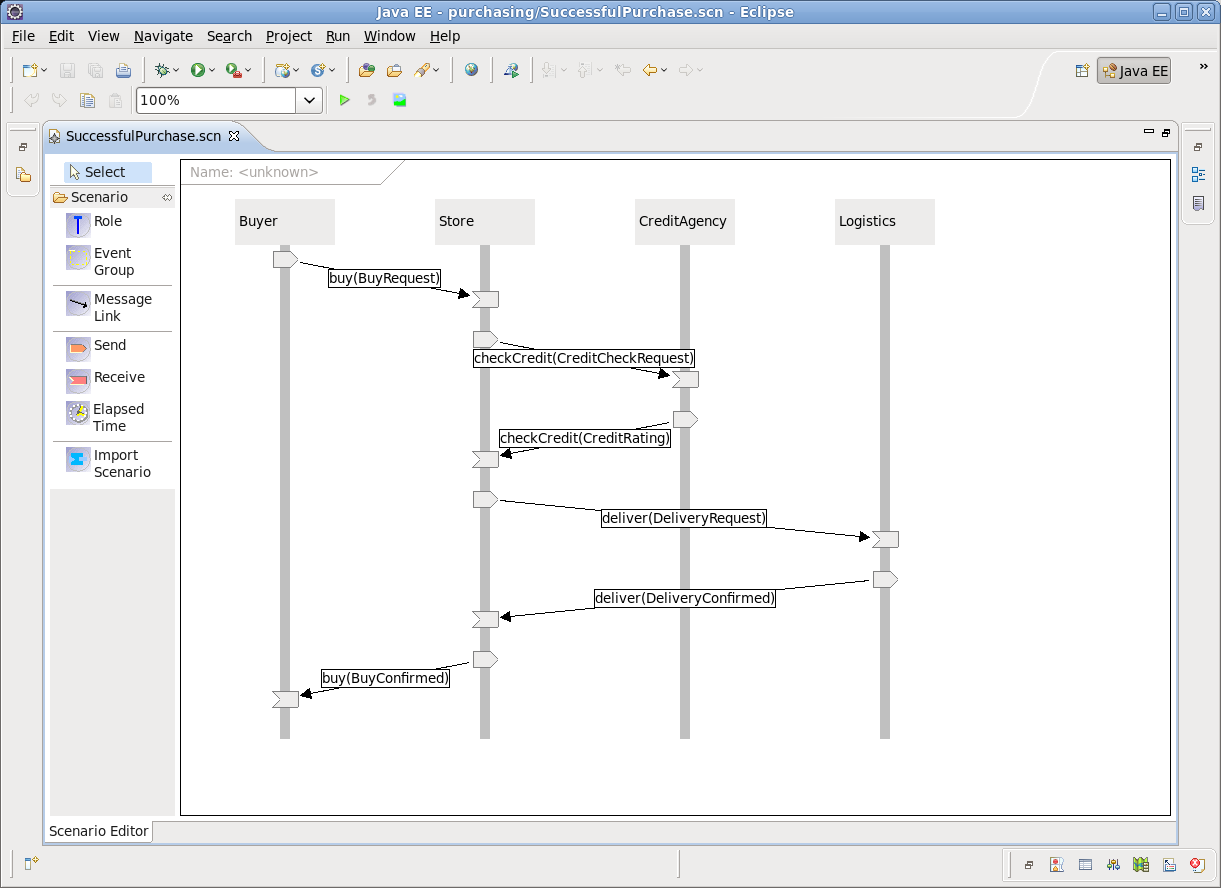 Java EE - purchasing/SuccessfulPurchase.scn - Eclipse
File Edit View Navigate Search Project Run Window Help
Java EE
»
100%
SuccessfulPurchase.scn
Select
Scenario
Role
Event
Group
Message
Link
Send
Receive
Elapsed
Time
Import
Scenario
Name: <unknown>
Buyer Store CreditAgency Logistics
buy(BuyRequest)
checkCredit(CreditCheckRequest)
checkCredit(CreditRating)
deliver(DeliveryRequest)
deliver(DeliveryConfirmed)
buy(BuyConfirmed)
Scenario Editor